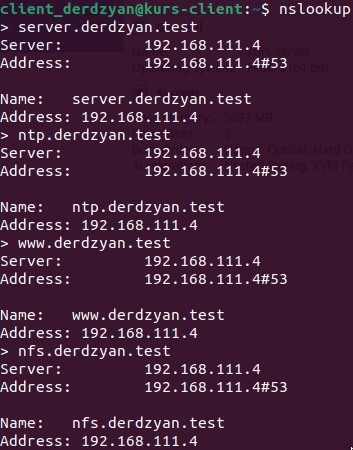 client_derdzyan@kurs-client:~$ nslookup
> server.derdzyan.test
Server:         192.168.111.4
Address:        192.168.111.4#53

Name:   server.derdzyan.test
Address: 192.168.111.4
> ntp.derdzyan.test
Server:         192.168.111.4
Address:        192.168.111.4#53

Name:   ntp.derdzyan.test
Address: 192.168.111.4
> www.derdzyan.test
Server:         192.168.111.4
Address:        192.168.111.4#53

Name:   www.derdzyan.test
Address: 192.168.111.4
> nfs.derdzyan.test
Server:         192.168.111.4
Address:        192.168.111.4#53

Name:   nfs.derdzyan.test
Address: 192.168.111.4